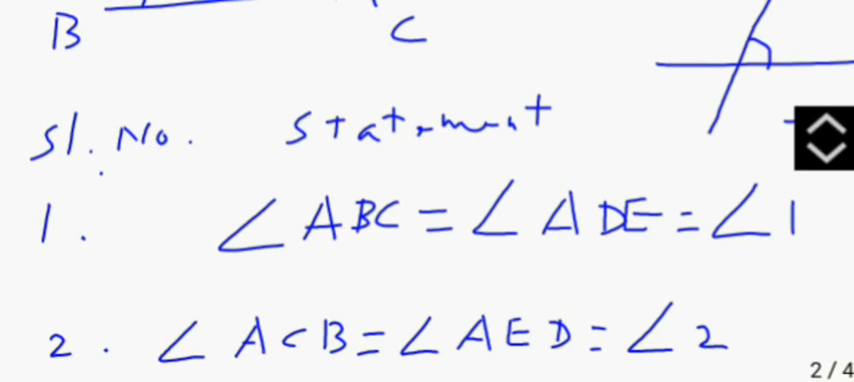 B C
Sl. No. Statement
1. ∠ABC = ∠ADE = ∠1
2. ∠ACB = ∠AED = ∠2
2/4